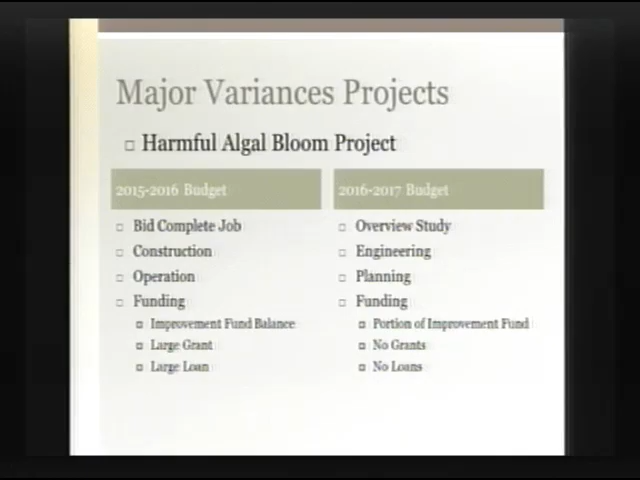 Major Variances Projects
Harmful Algal Bloom Project
2015-2016 Budget
Bid Complete Job
Construction
Operation
Funding
Improvement Fund Balance
Large Grant
Large Loan
2016-2017 Budget
Overview Study
Engineering
Planning
Funding
Portion of Improvement Fund
No Grants
No Loans